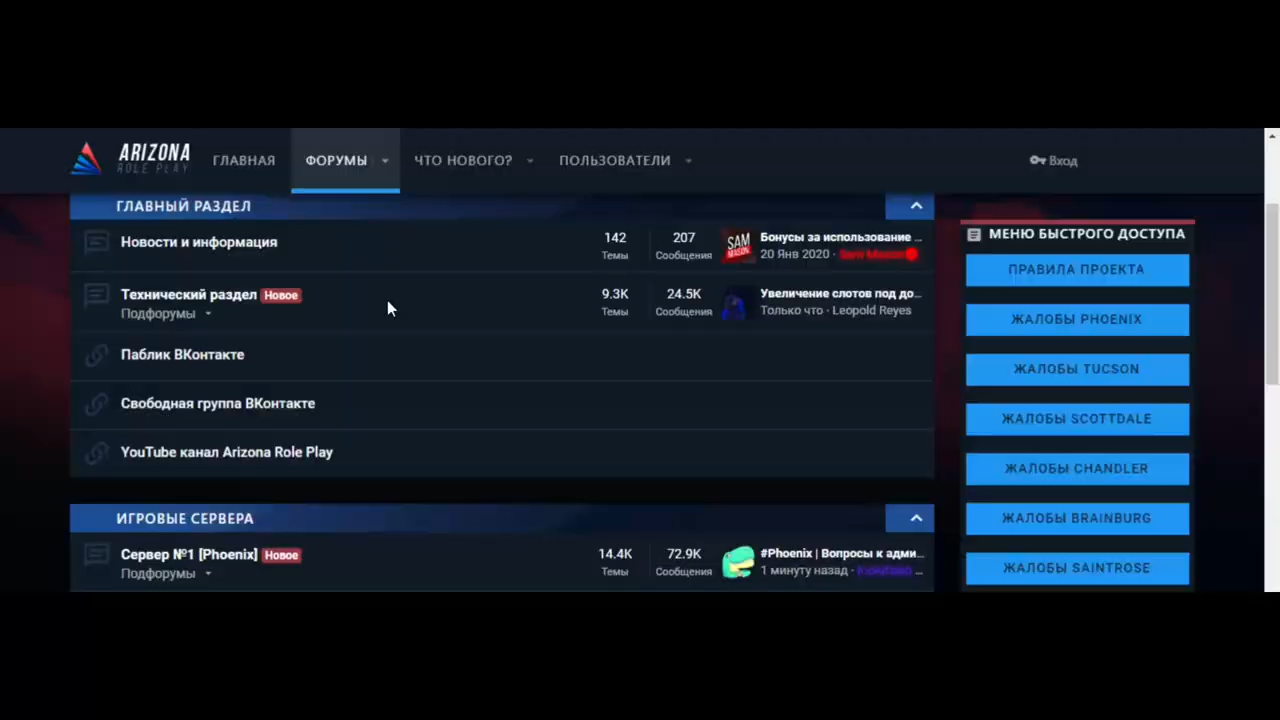 ARIZONA
ROLE PLAY
ГЛАВНАЯ
ФОРУМЫ
ЧТО НОВОГО?
ПОЛЬЗОВАТЕЛИ
Вход
ГЛАВНЫЙ РАЗДЕЛ
Новости и информация
142
Темы
207
Сообщения
SAM
MASON
Бонусы за использование ...
20 Янв 2020 · Sam Mason
Технический раздел Новое
Подфорумы
9.3K
Темы
24.5K
Сообщения
Увеличение слотов под до...
Только что · Leopold Reyes
Паблик ВКонтакте
Свободная группа ВКонтакте
YouTube канал Arizona Role Play
ИГРОВЫЕ СЕРВЕРА
Сервер №1 [Phoenix] Новое
Подфорумы
14.4K
Темы
72.9K
Сообщения
#Phoenix | Вопросы к адми...
1 минуту назад ·
МЕНЮ БЫСТРОГО ДОСТУПА
ПРАВИЛА ПРОЕКТА
ЖАЛОБЫ PHOENIX
ЖАЛОБЫ TUCSON
ЖАЛОБЫ SCOTTDALE
ЖАЛОБЫ CHANDLER
ЖАЛОБЫ BRAINBURG
ЖАЛОБЫ SAINTROSE